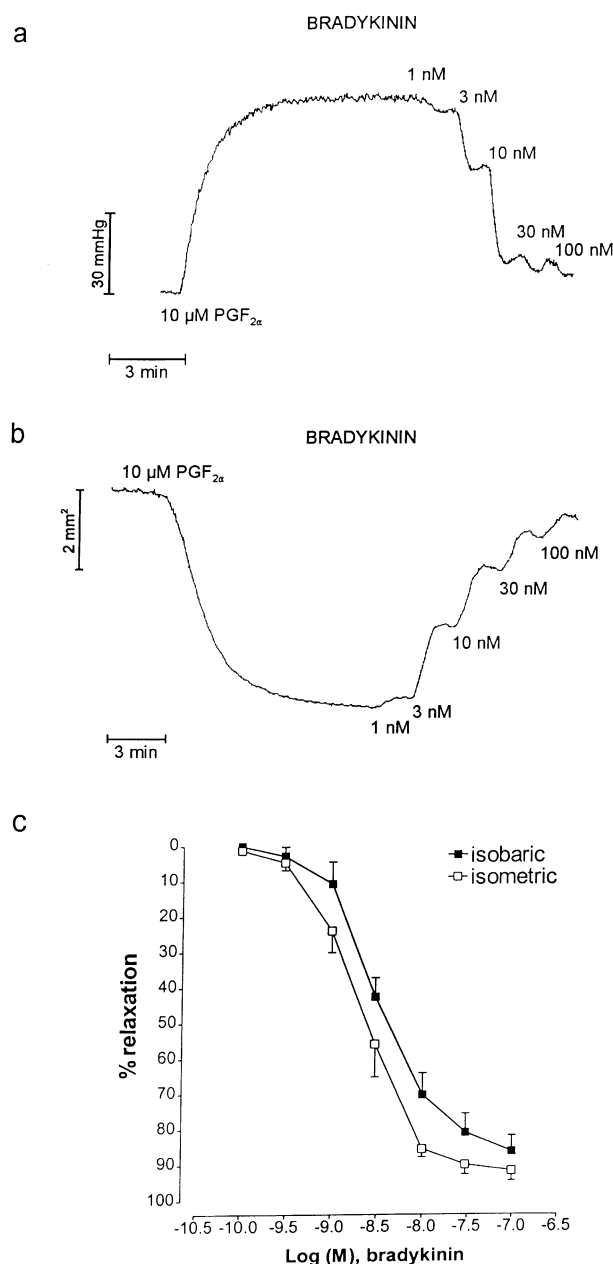 a
BRADYKININ
1 nM
3 nM
10 nM
30 nM
100 nM
30 mmHg
10 µM PGF2α
3 min
b
BRADYKININ
10 µM PGF2α
2 mm²
100 nM
30 nM
10 nM
3 nM
1 nM
3 min
c
isobaric
isometric
% relaxation
0
10
20
30
40
50
60
70
80
90
100
-10.5 -10.0 -9.5 -9.0 -8.5 -8.0 -7.5 -7.0 -6.5
Log (M), bradykinin